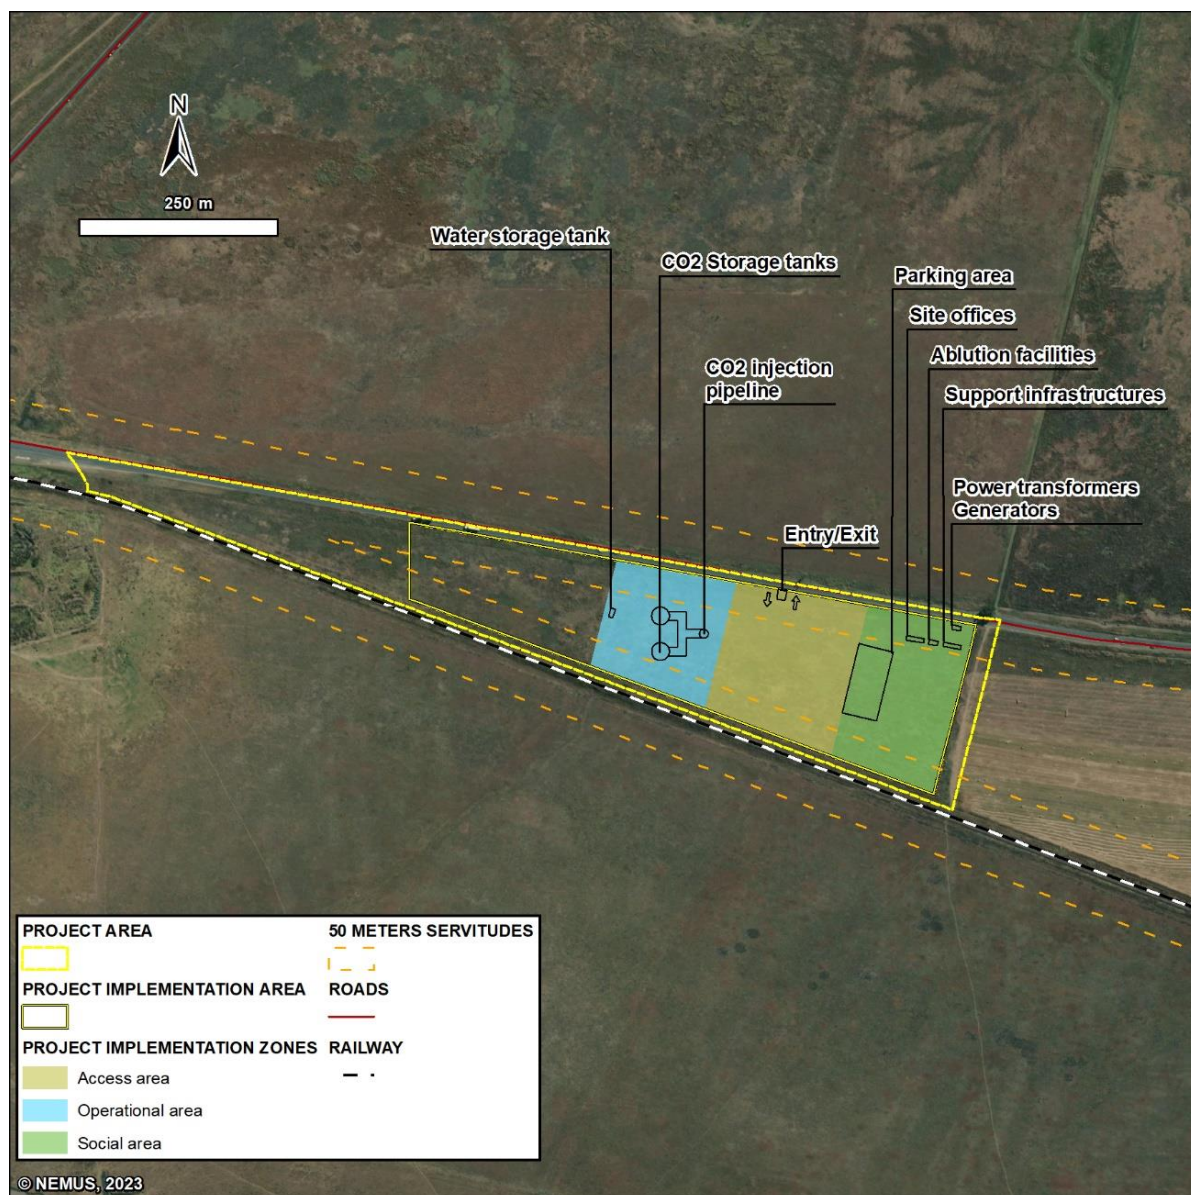 N
250 m
Water storage tank
CO2 Storage tanks
Parking area
Site offices
Ablution facilities
CO2 injection
pipeline
Support infrastructures
Power transformers
Generators
Entry/Exit
PROJECT AREA
50 METERS SERVITUDES
PROJECT IMPLEMENTATION AREA
ROADS
PROJECT IMPLEMENTATION ZONES
RAILWAY
Access area
Operational area
Social area
© NEMUS, 2023